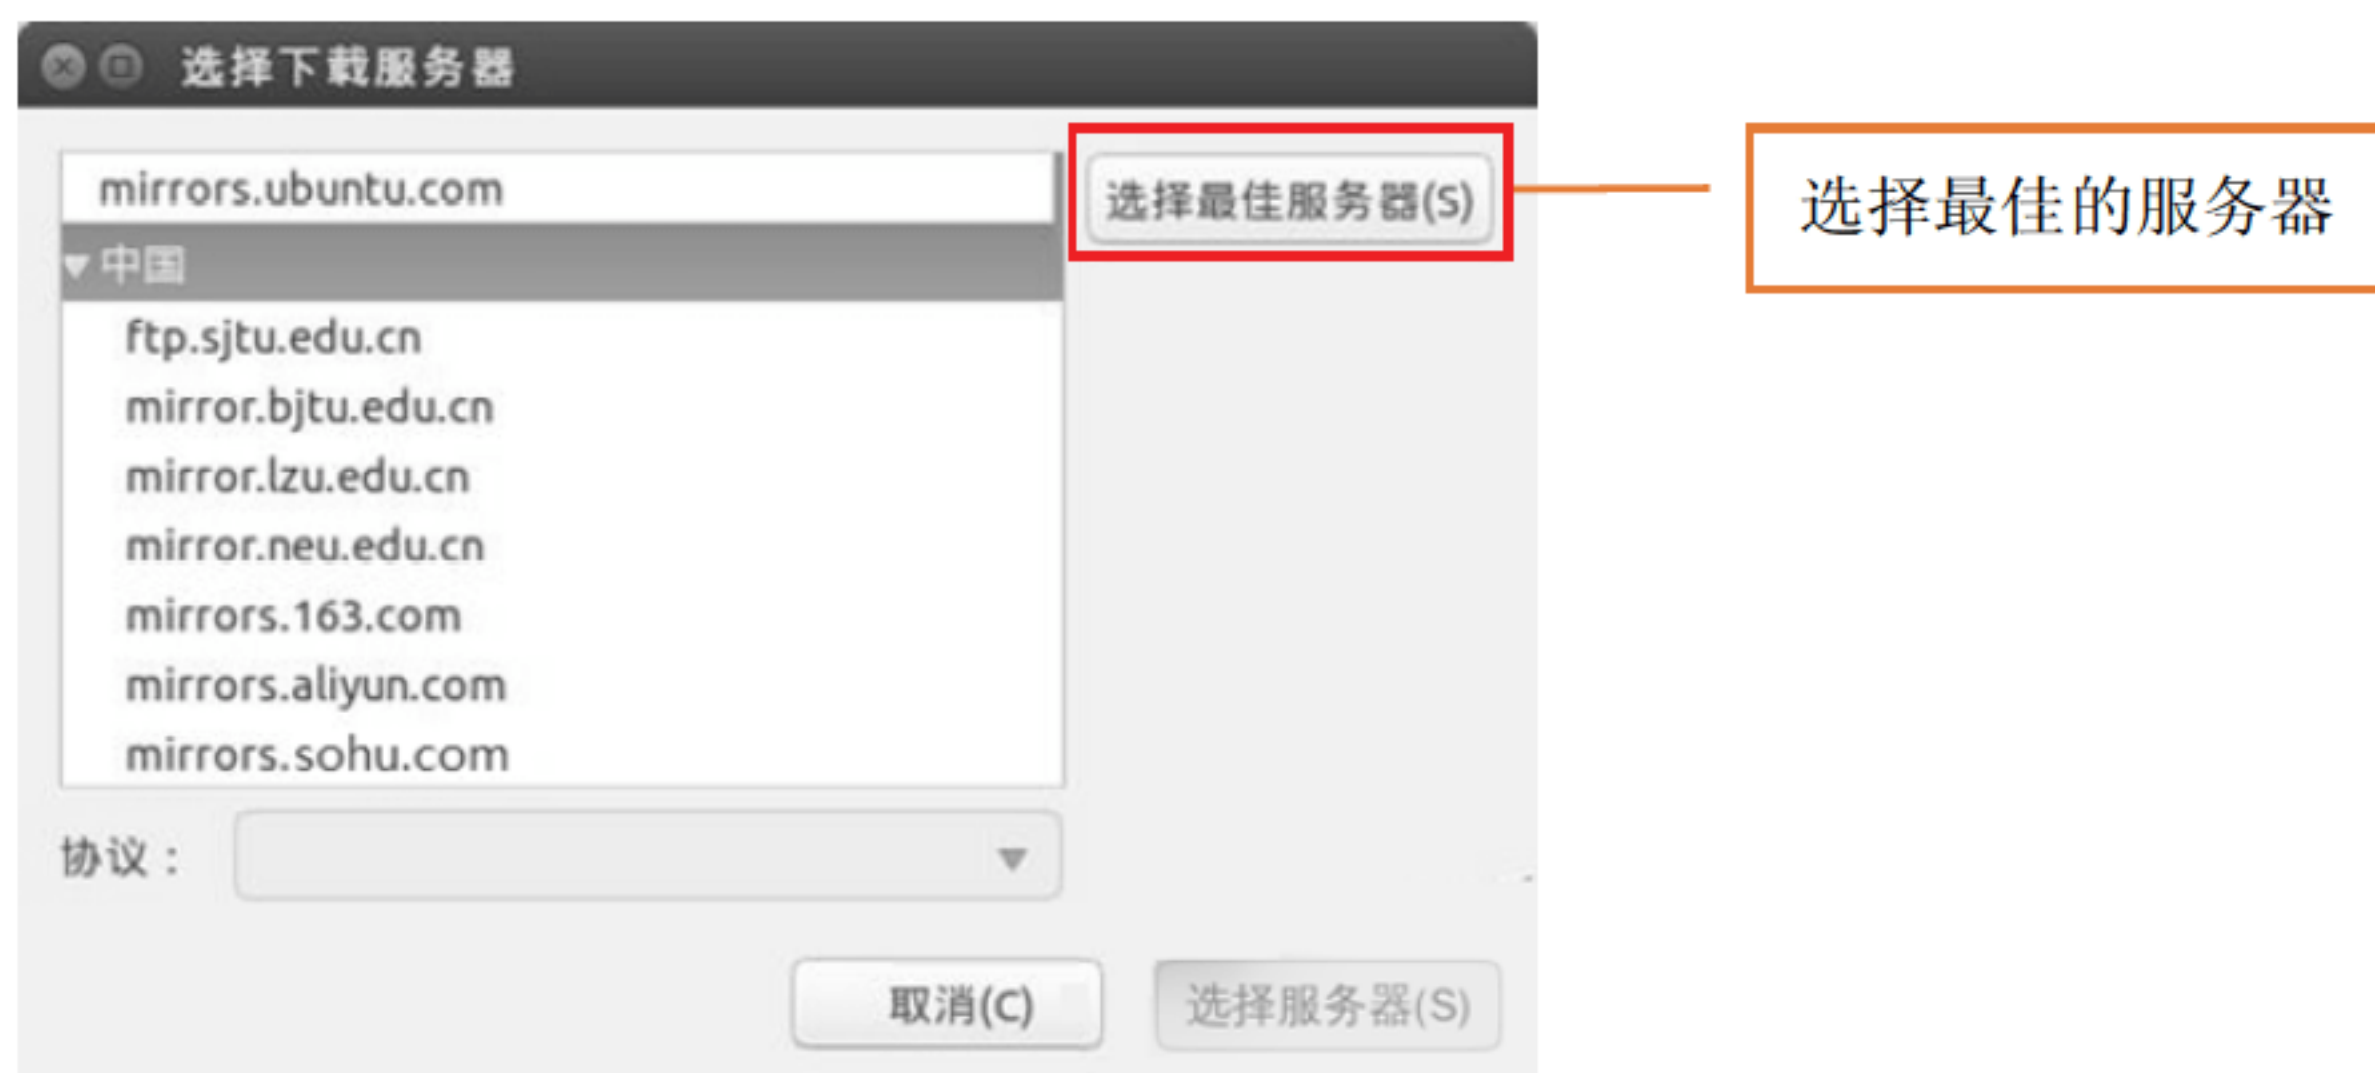 选择下载服务器
mirrors.ubuntu.com
选择最佳服务器(S)
选择最佳的服务器
中国
ftp.sjtu.edu.cn
mirror.bjtu.edu.cn
mirror.lzu.edu.cn
mirror.neu.edu.cn
mirrors.163.com
mirrors.aliyun.com
mirrors.sohu.com
协议：
取消(C)
选择服务器(S)